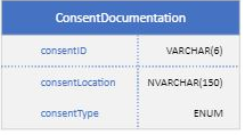 ConsentDocumentation
consentID VARCHAR(6)
consentLocation NVARCHAR(150)
consentType ENUM